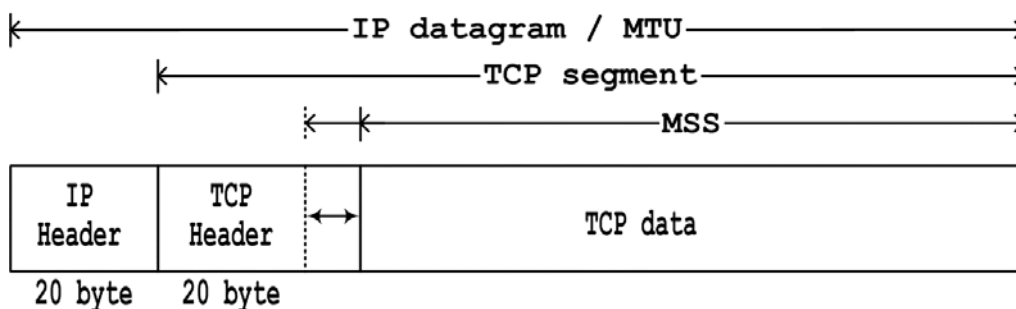 IP datagram / MTU
TCP segment
MSS
IP Header
TCP Header
TCP data
20 byte
20 byte